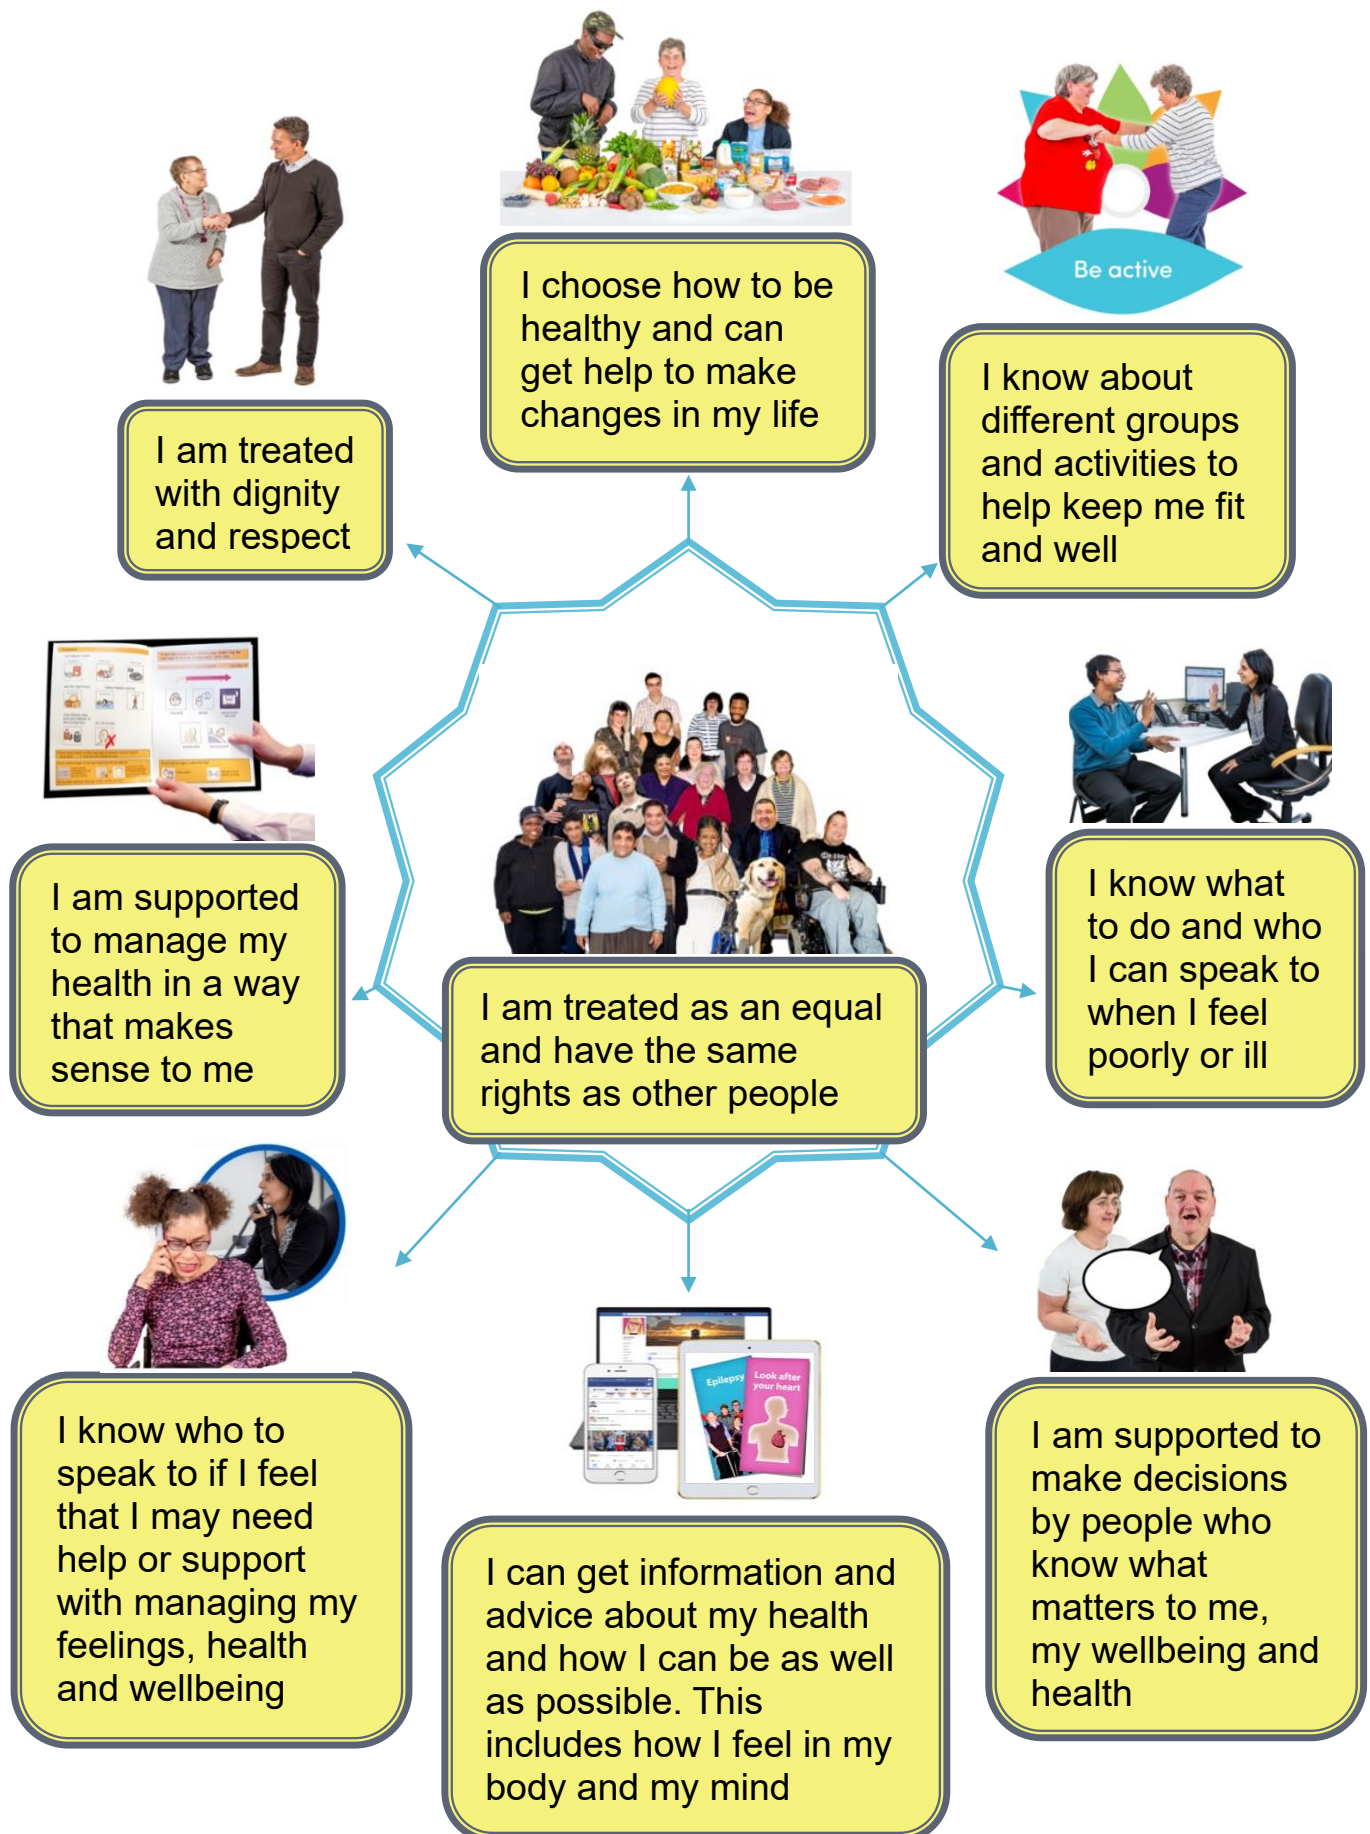 Be active
I choose how to be
healthy and can
get help to make
changes in my life
I know about
different groups
and activities to
help keep me fit
and well
I am treated
with dignity
and respect
I am supported
to manage my
health in a way
that makes
sense to me
I am treated as an equal
and have the same
rights as other people
I know what
to do and who
I can speak to
when I feel
poorly or ill
Epilepsy
Look after
your heart
I know who to
speak to if I feel
that I may need
help or support
with managing my
feelings, health
and wellbeing
I can get information and
advice about my health
and how I can be as well
as possible. This
includes how I feel in my
body and my mind
I am supported to
make decisions
by people who
know what
matters to me,
my wellbeing and
health